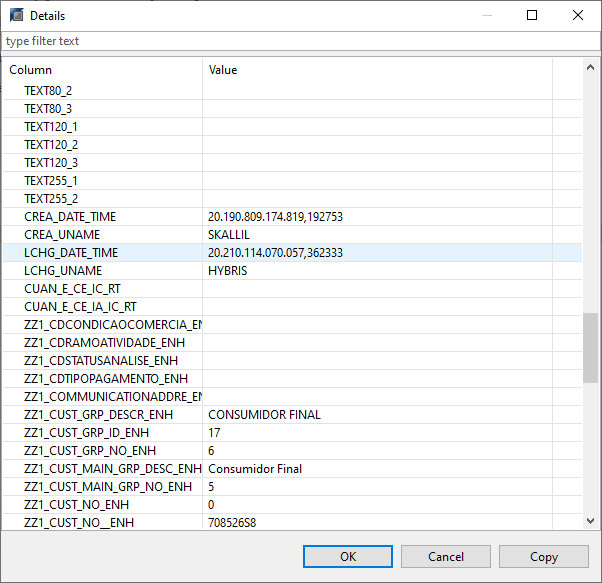 Details
type filter text
Column Value
TEXT80_2
TEXT80_3
TEXT120_1
TEXT120_2
TEXT120_3
TEXT255_1
TEXT255_2
CREA_DATE_TIME 20.190.809.174.819,192753
CREA_UNAME SKALLIL
LCHG_DATE_TIME 20.210.114.070.057,362333
LCHG_UNAME HYBRIS
CUAN_E_CE_IC_RT
CUAN_E_CE_IA_IC_RT
ZZ1_CDCONDICAOCOMERCIA_EN
ZZ1_CDRAMOATIVIDADE_ENH
ZZ1_CDSTATUSANALISE_ENH
ZZ1_CDTIPOPAGAMENTO_ENH
ZZ1_COMMUNICATIONADDRE_EN
ZZ1_CUST_GRP_DESCR_ENH CONSUMIDOR FINAL
ZZ1_CUST_GRP_ID_ENH 17
ZZ1_CUST_GRP_NO_ENH 6
ZZ1_CUST_MAIN_GRP_DESC_ENH Consumidor Final
ZZ1_CUST_MAIN_GRP_NO_ENH 5
ZZ1_CUST_NO_ENH 0
ZZ1_CUST_NO__ENH 708526S8
OK Cancel Copy